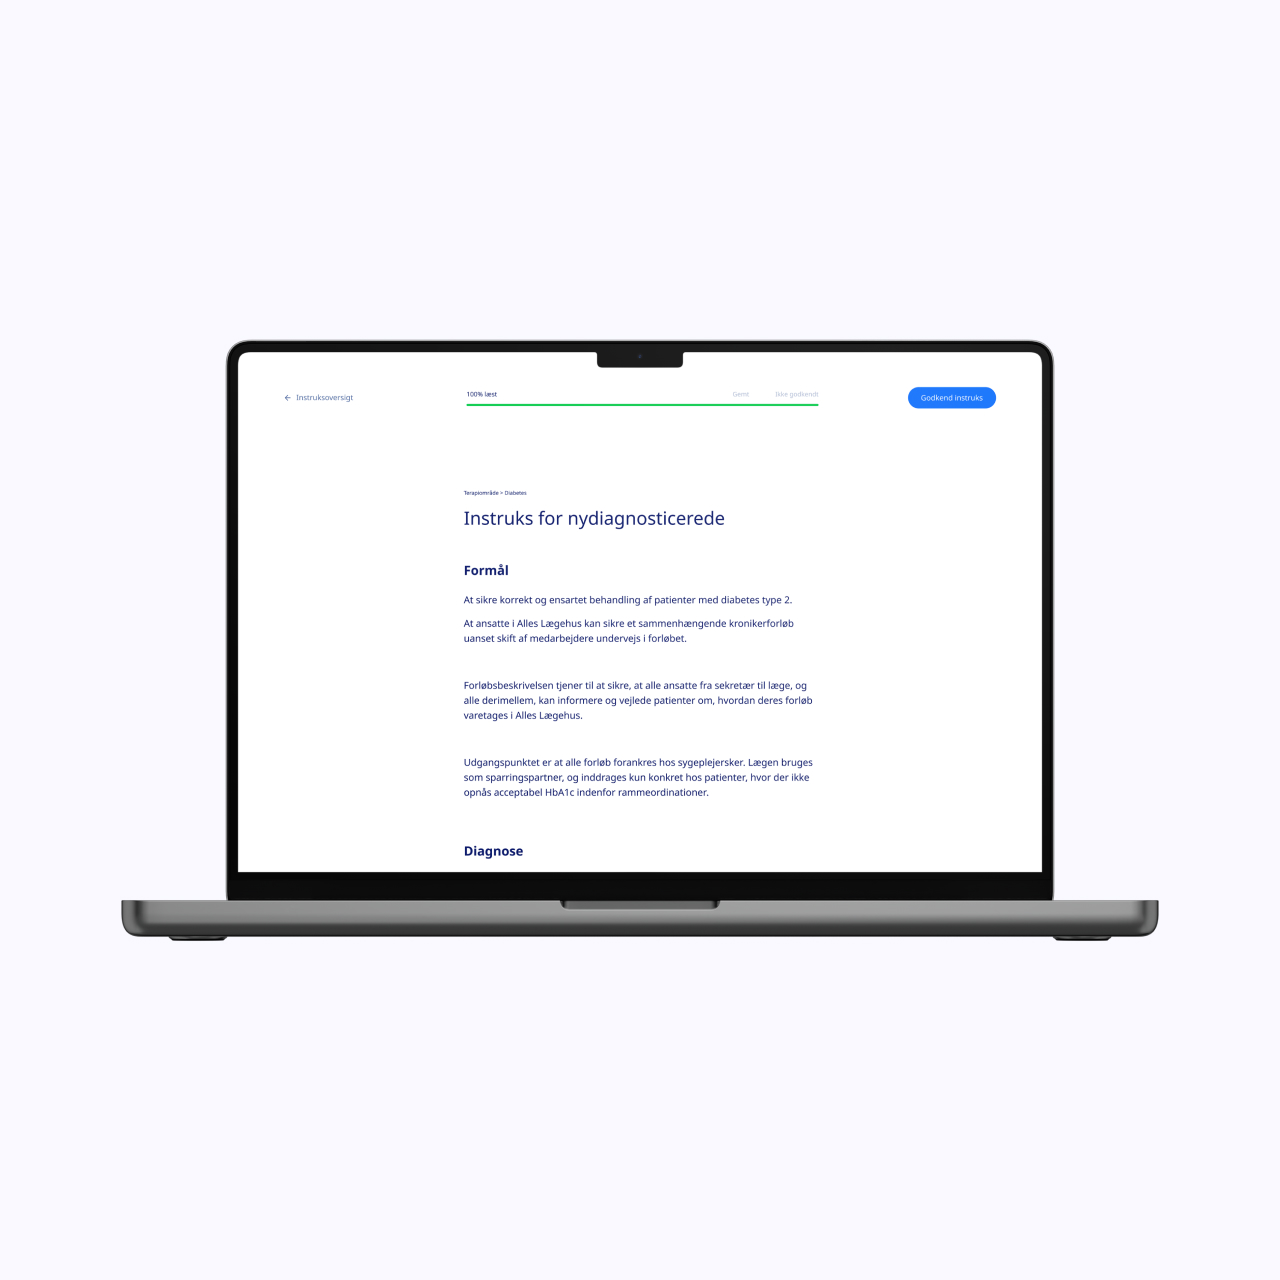 Instruksoversigt
100% læst
Gemt
Ikke godkendt
Godkend instruks
Terapiområde > Diabetes
Instruks for nydiagnosticerede
Formål
At sikre korrekt og ensartet behandling af patienter med diabetes type 2.
At ansatte i Alles Lægehus kan sikre et sammenhængende kronikerforløb
uanset skift af medarbejdere undervejs i forløbet.
Forløbsbeskrivelsen tjener til at sikre, at alle ansatte fra sekretær til læge, og
alle derimellem, kan informere og vejlede patienter om, hvordan deres forløb
varetages i Alles Lægehus.
Udgangspunktet er at alle forløb forankres hos sygeplejersker. Lægen bruges
som sparringspartner, og inddrages kun konkret hos patienter, hvor der ikke
opnås acceptabel HbA1c indenfor rammeordinationer.
Diagnose